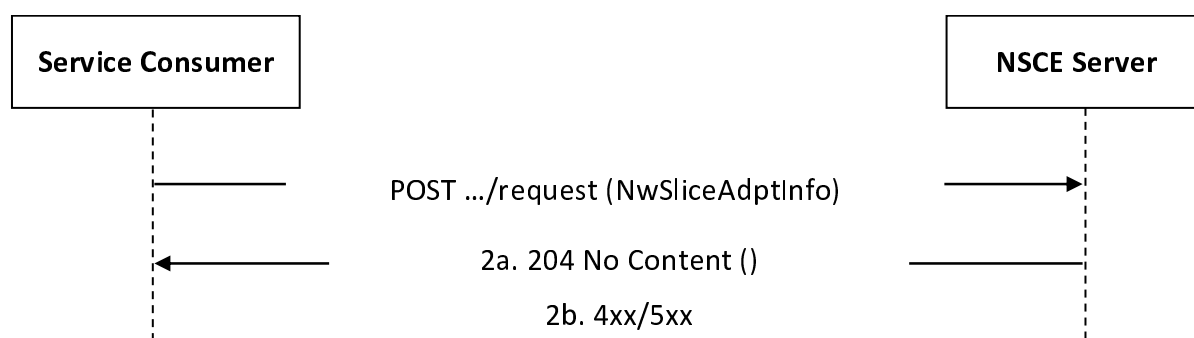 Service Consumer
NSCE Server
POST .../request (NwSliceAdptInfo)
2a. 204 No Content ()
2b. 4xx/5xx